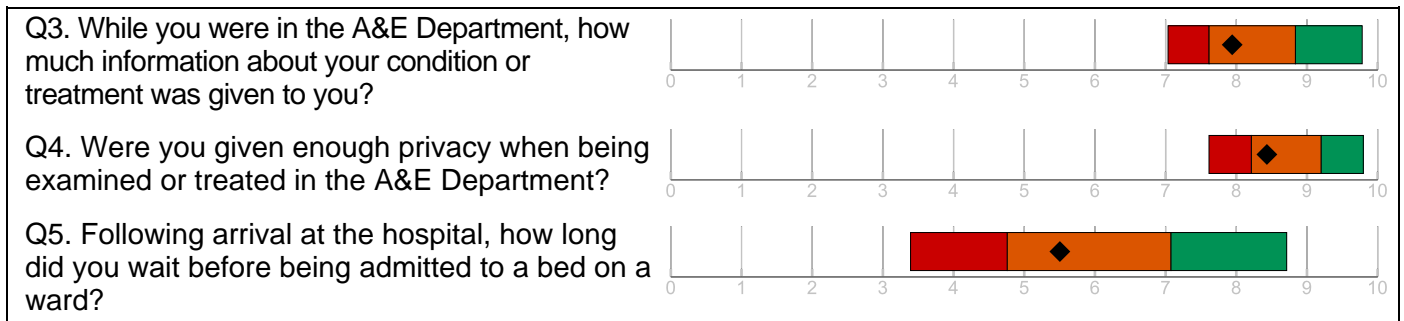 Q3. While you were in the A&E Department, how
much information about your condition or
treatment was given to you?
0 1 2 3 4 5 6 7 8 9 10
Q4. Were you given enough privacy when being
examined or treated in the A&E Department?
0 1 2 3 4 5 6 7 8 9 10
Q5. Following arrival at the hospital, how long
did you wait before being admitted to a bed on a
ward?
0 1 2 3 4 5 6 7 8 9 10